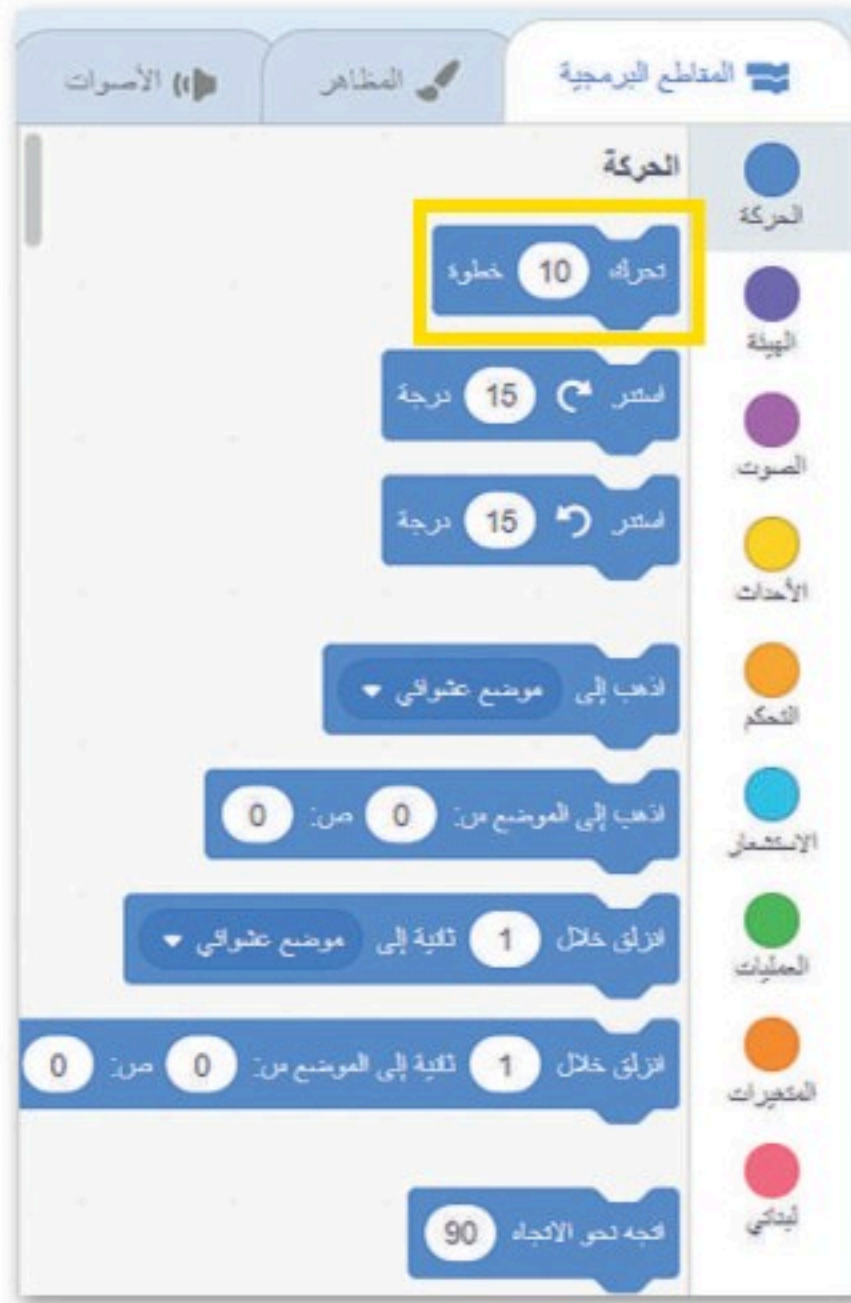 المقاطع البرمجية
المظاهر
الأصوات
الحركة
الهيئة
الصوت
الأحداث
التحكم
الاستشعار
العمليات
المتغيرات
لبناتي
الحركة
تحرك 10 خطوة
استدر 15 درجة
استدر 15 درجة
اذهب إلى موضع عشوائي
اذهب إلى الموضع س: 0 ص: 0
انزلق خلال 1 ثانية إلى موضع عشوائي
انزلق خلال 1 ثانية إلى الموضع س: 0 ص: 0
اتجه نحو الاتجاه 90